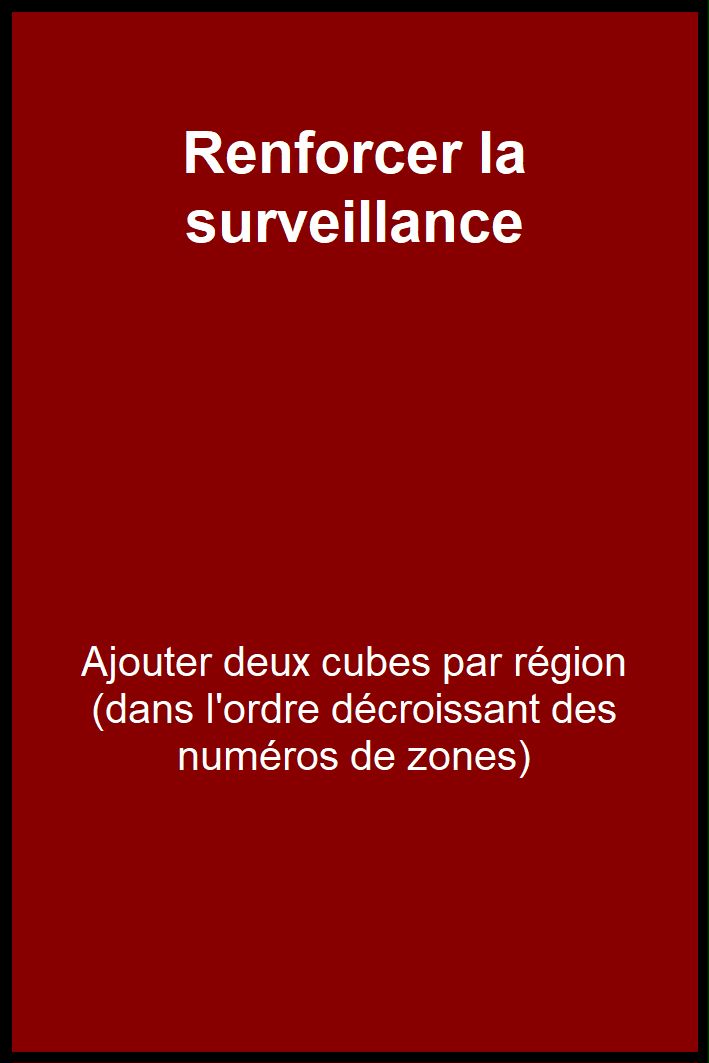 Renforcer la
surveillance
Ajouter deux cubes par région
(dans l'ordre décroissant des
numéros de zones)